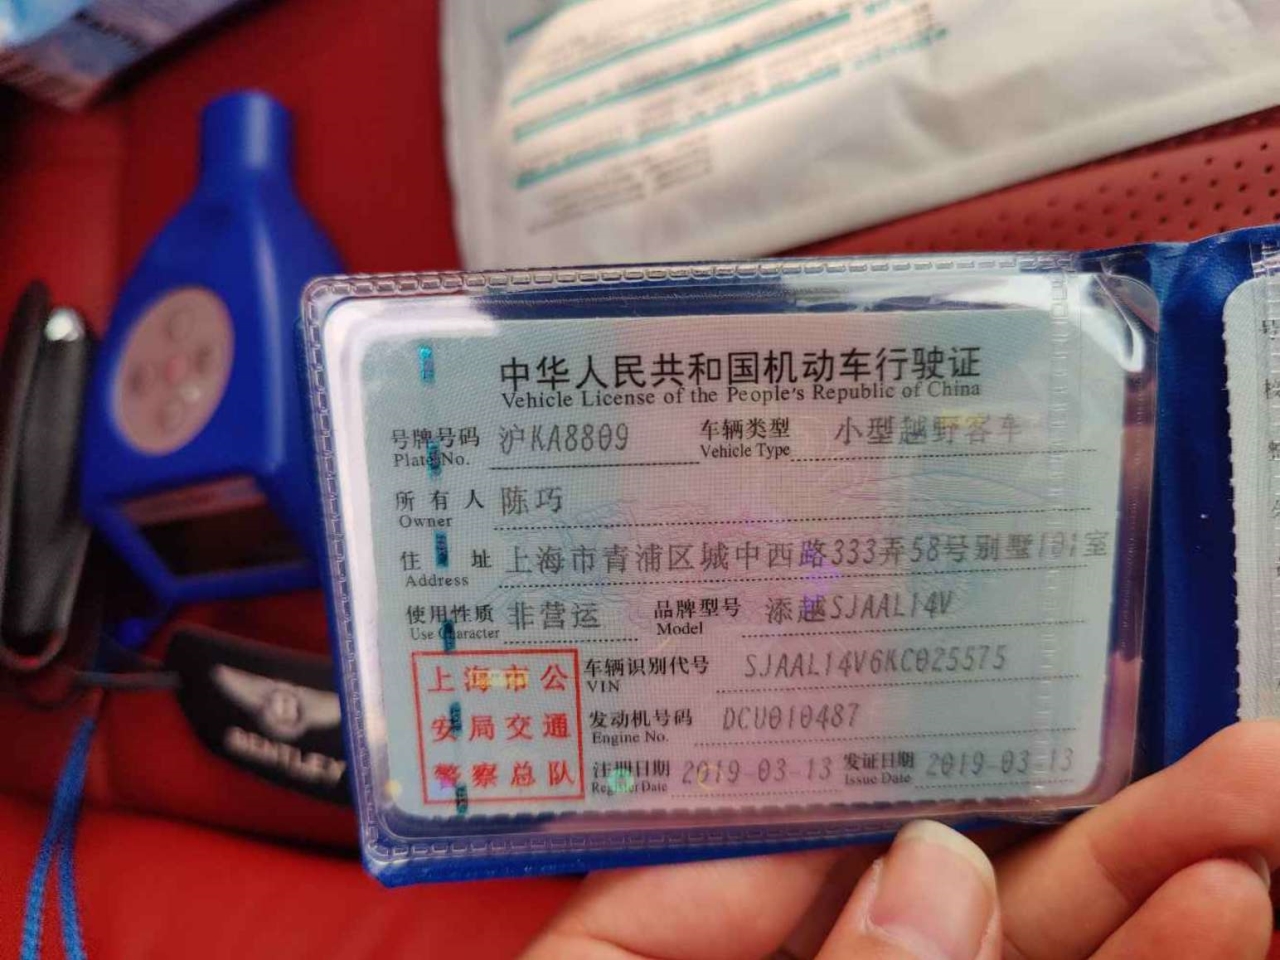 中华人民共和国机动车行驶证
Vehicle License of the People's Republic of China
号牌号码 沪KA8809 车辆类型 小型越野客车
Plate No. Vehicle Type
所有人 陈巧
Owner
住址 上海市青浦区城中西路333弄58号别墅101室
Address
使用性质 非营运 品牌型号 添越SJAAL14V
Use Character Model
上海市公 车辆识别代号 SJAAL14V6KC025575
VIN
安局交通 发动机号码 DCU010487
Engine No.
警察总队 注册日期 2019-03-13 发证日期 2019-03-13
Register Date Issue Date
BENTLEY